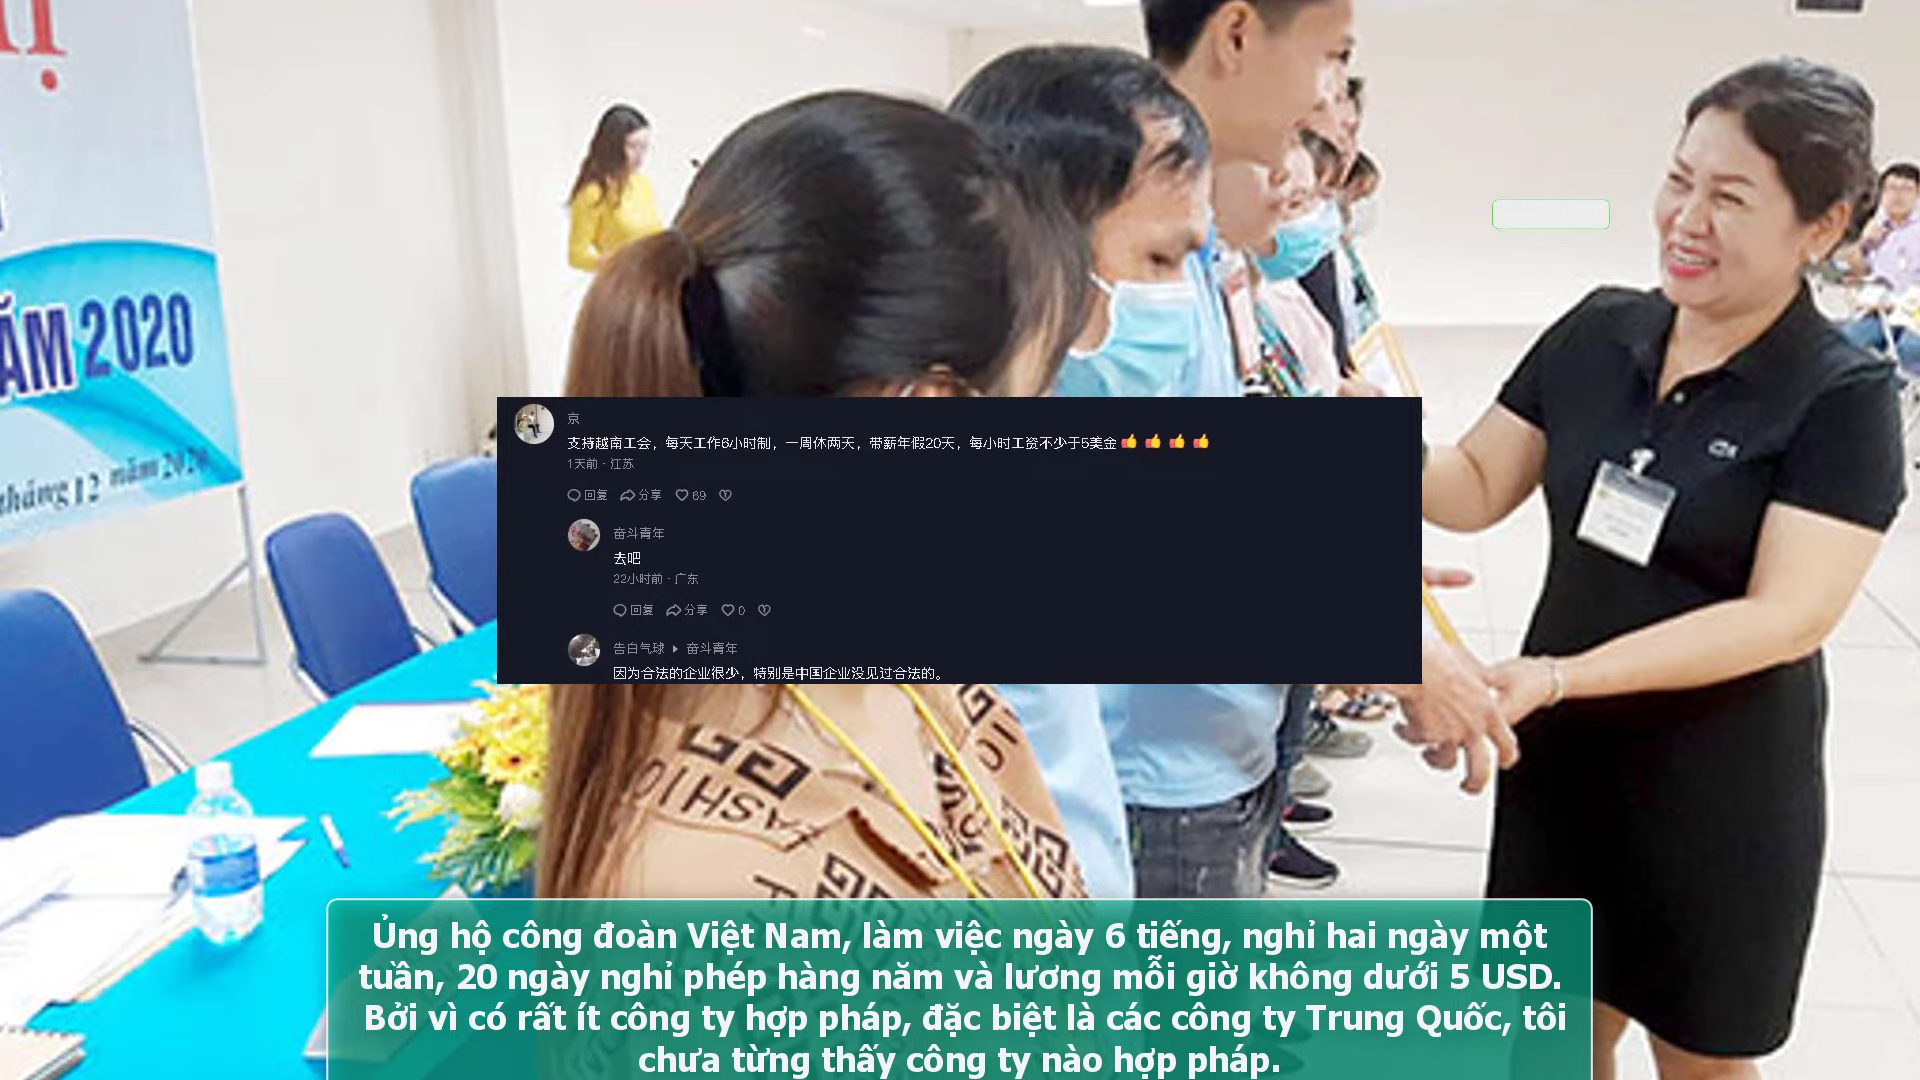 ĂM 2020
tháng 12 năm 2020
京
支持越南工会，每天工作6小时制，一周休两天，带薪年假20天，每小时工资不少于5美金👍👍👍👍
1天前 · 江苏
回复 分享 69
奋斗青年
去吧
22小时前 · 广东
回复 分享 0
告白气球 ▶ 奋斗青年
因为合法的企业很少，特别是中国企业没见过合法的。
FASHIO
Ủng hộ công đoàn Việt Nam, làm việc ngày 6 tiếng, nghỉ hai ngày một
tuần, 20 ngày nghỉ phép hàng năm và lương mỗi giờ không dưới 5 USD.
Bởi vì có rất ít công ty hợp pháp, đặc biệt là các công ty Trung Quốc, tôi
chưa từng thấy công ty nào hợp pháp.